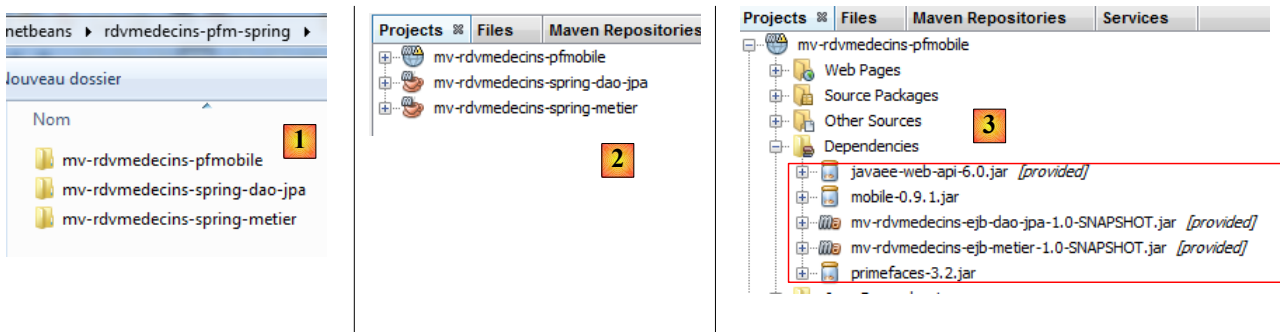 netbeans ▸ rdvmedecins-pfm-spring ▸
Nouveau dossier
Nom
1
mv-rdvmedecins-pfmobile
mv-rdvmedecins-spring-dao-jpa
mv-rdvmedecins-spring-metier
Projects Files Maven Repositories
mv-rdvmedecins-pfmobile
mv-rdvmedecins-spring-dao-jpa
mv-rdvmedecins-spring-metier
2
Projects Files Maven Repositories Services
mv-rdvmedecins-pfmobile
Web Pages
Source Packages
Other Sources
3
Dependencies
javaee-web-api-6.0.jar [provided]
mobile-0.9.1.jar
mv-rdvmedecins-ejb-dao-jpa-1.0-SNAPSHOT.jar [provided]
mv-rdvmedecins-ejb-metier-1.0-SNAPSHOT.jar [provided]
primefaces-3.2.jar